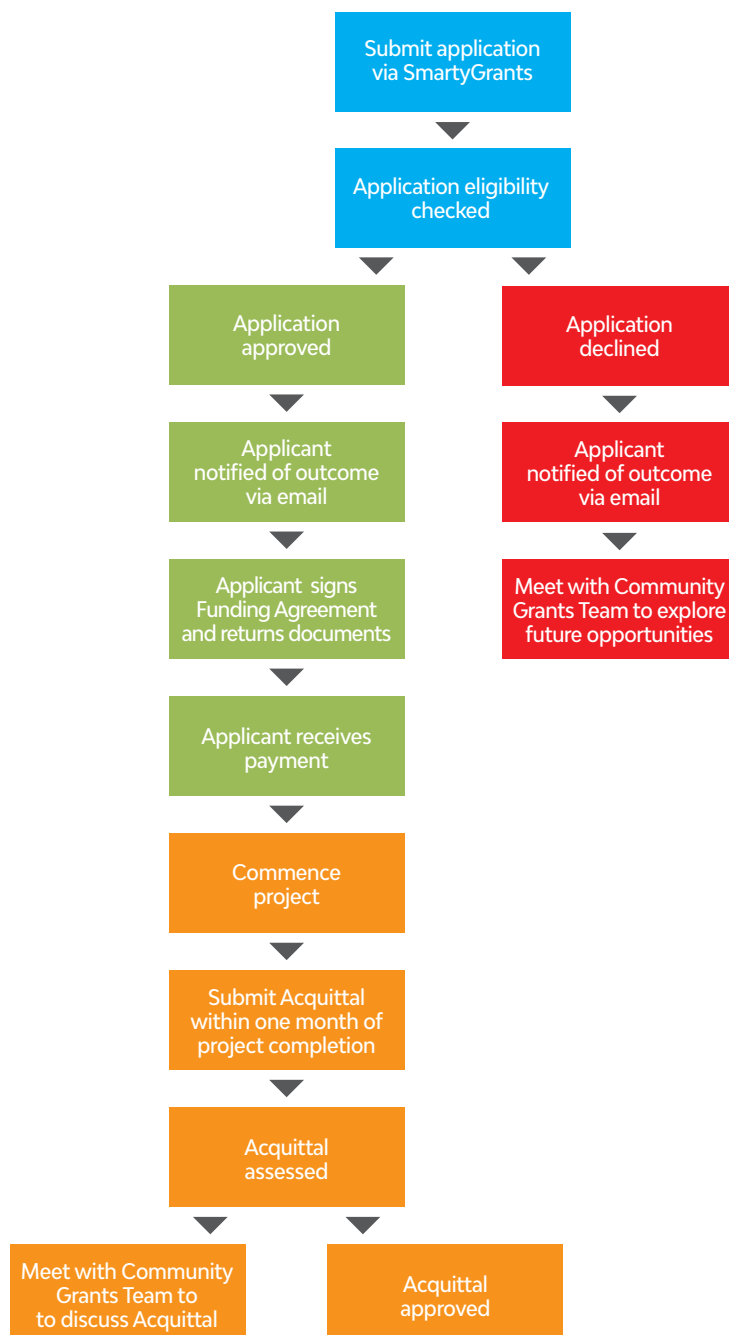 Submit application
via SmartyGrants
Application eligibility
checked
Application
approved
Application
declined
Applicant
notified of outcome
via email
Applicant
notified of outcome
via email
Applicant signs
Funding Agreement
and returns documents
Meet with Community
Grants Team to explore
future opportunities
Applicant receives
payment
Commence
project
Submit Acquittal
within one month of
project completion
Acquittal
assessed
Meet with Community
Grants Team to
to discuss Acquittal
Acquittal
approved